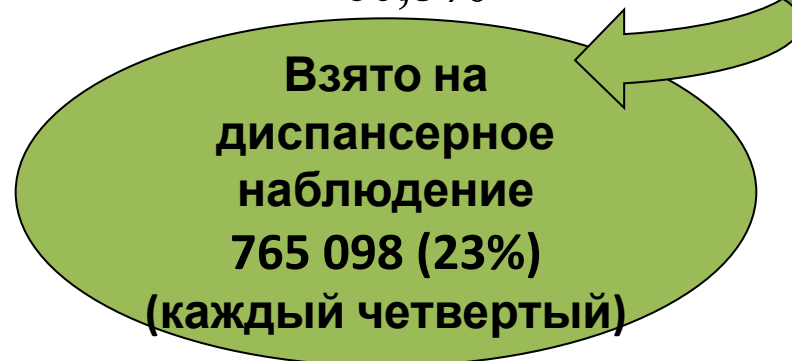 Взято на
диспансерное
наблюдение
765 098 (23%)
(каждый четвертый)